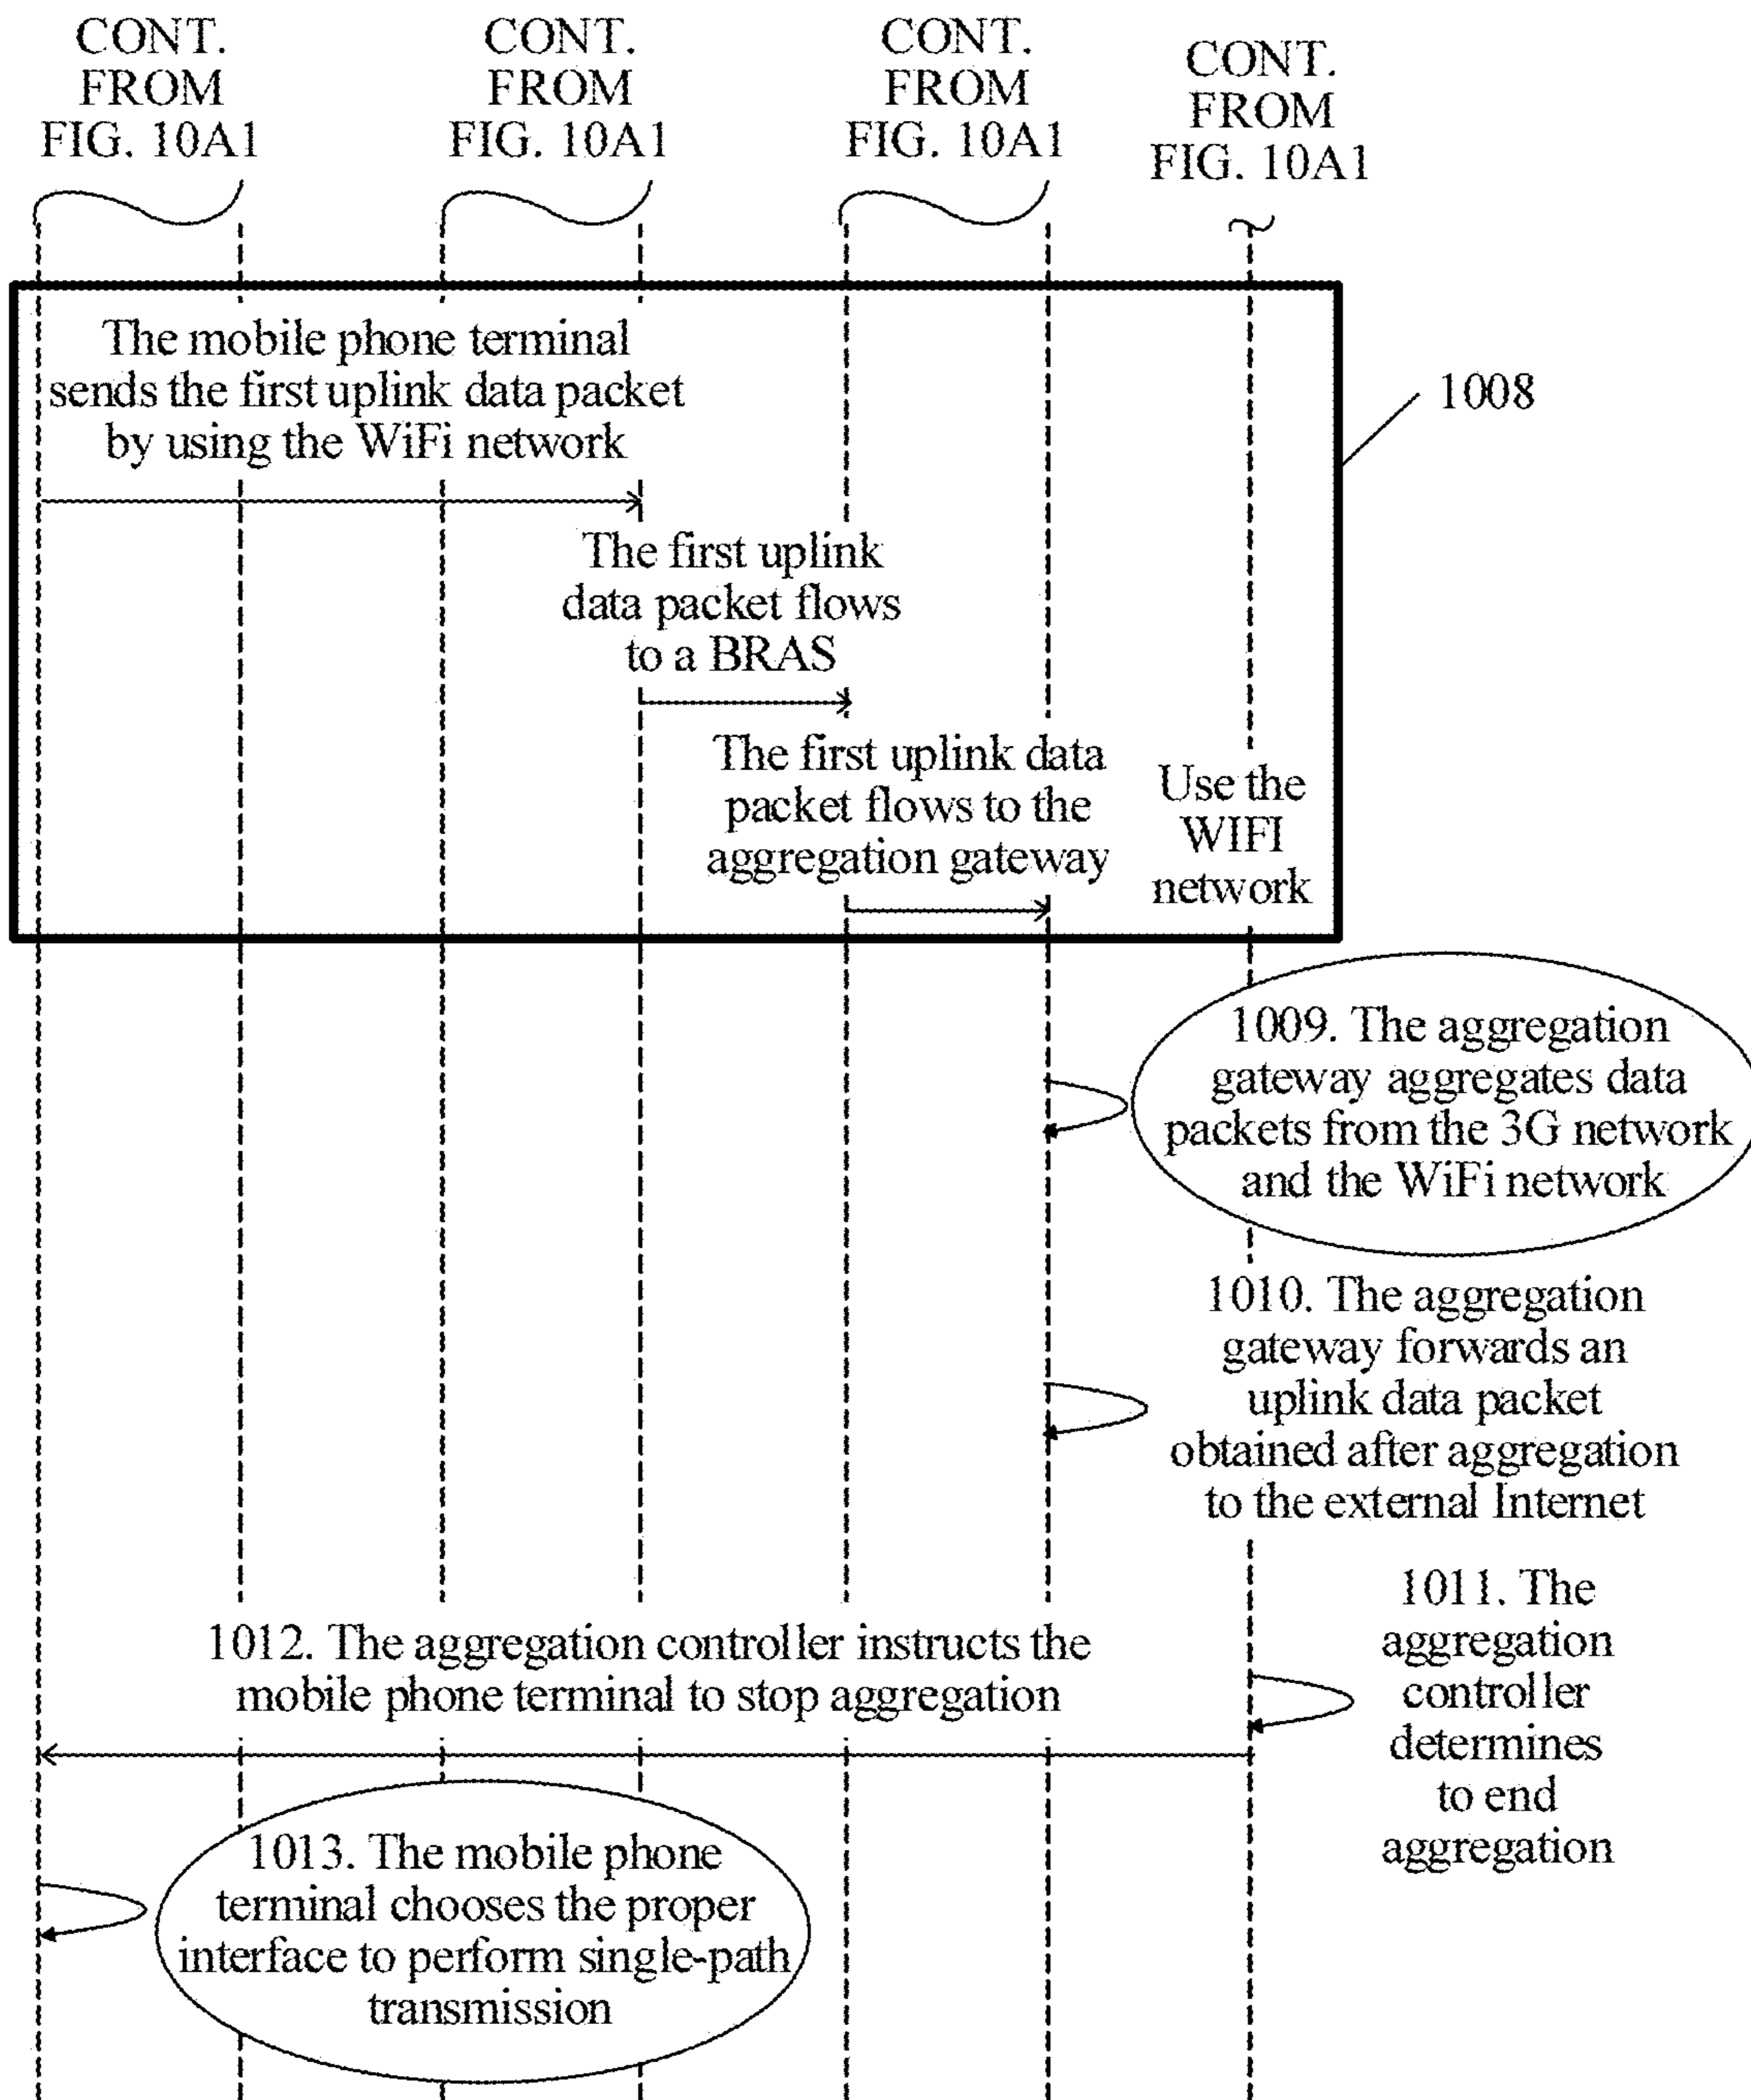 CONT.
FROM
FIG. 10A1
CONT.
FROM
FIG. 10A1
CONT.
FROM
FIG. 10A1
CONT.
FROM
FIG. 10A1
The mobile phone terminal
sends the first uplink data packet
by using the WiFi network
1008
The first uplink
data packet flows
to a BRAS
The first uplink data
packet flows to the
aggregation gateway
Use the
WIFI
network
1009. The aggregation
gateway aggregates data
packets from the 3G network
and the WiFi network
1010. The aggregation
gateway forwards an
uplink data packet
obtained after aggregation
to the external Internet
1011. The
aggregation
controller
determines
to end
aggregation
1012. The aggregation controller instructs the
mobile phone terminal to stop aggregation
1013. The mobile phone
terminal chooses the proper
interface to perform single-path
transmission